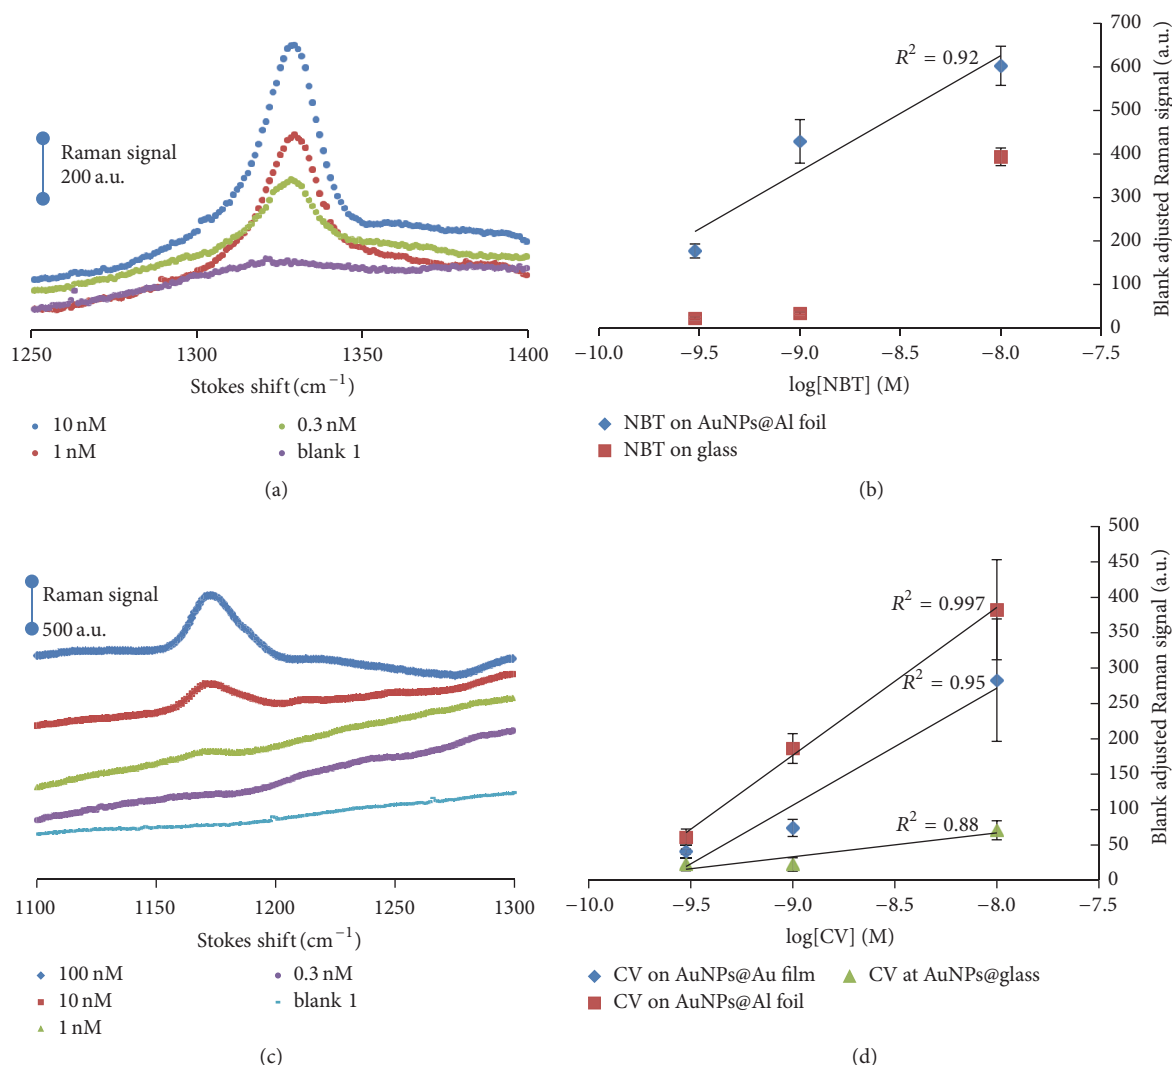 Raman signal
200 a.u.
1250 1300 1350 1400
Stokes shift (cm⁻¹)
10 nM 0.3 nM
1 nM blank 1
(a)
R² = 0.92
700
600
500
400
300
200
100
0
Blank adjusted Raman signal (a.u.)
−10.0 −9.5 −9.0 −8.5 −8.0 −7.5
log[NBT] (M)
NBT on AuNPs@Al foil
NBT on glass
(b)
Raman signal
500 a.u.
1100 1150 1200 1250 1300
Stokes shift (cm⁻¹)
100 nM 0.3 nM
10 nM blank 1
1 nM
(c)
R² = 0.997
R² = 0.95
R² = 0.88
500
450
400
350
300
250
200
150
100
50
0
Blank adjusted Raman signal (a.u.)
−10.0 −9.5 −9.0 −8.5 −8.0 −7.5
log[CV] (M)
CV on AuNPs@Au film CV at AuNPs@glass
CV on AuNPs@Al foil
(d)